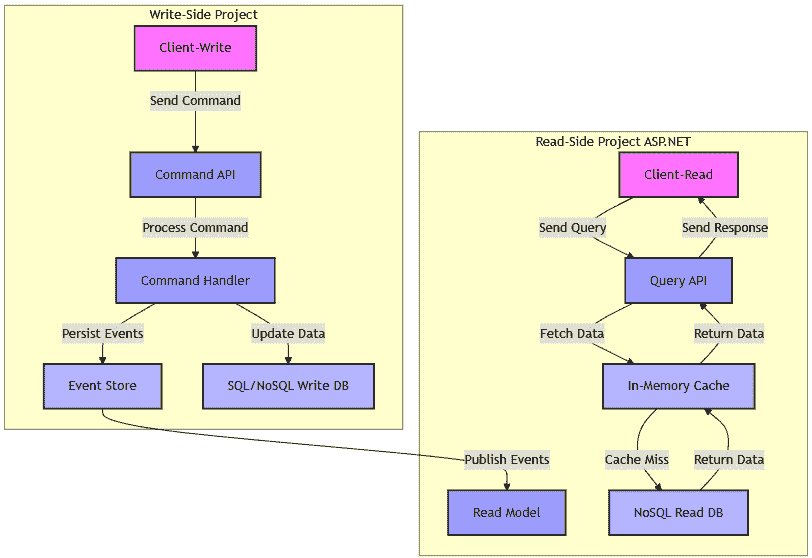 Write-Side Project
Client-Write
Send Command
Command API
Process Command
Command Handler
Persist Events
Update Data
Event Store
SQL/NoSQL Write DB
Read-Side Project ASP.NET
Client-Read
Send Query
Send Response
Query API
Fetch Data
Return Data
In-Memory Cache
Publish Events
Cache Miss
Return Data
Read Model
NoSQL Read DB